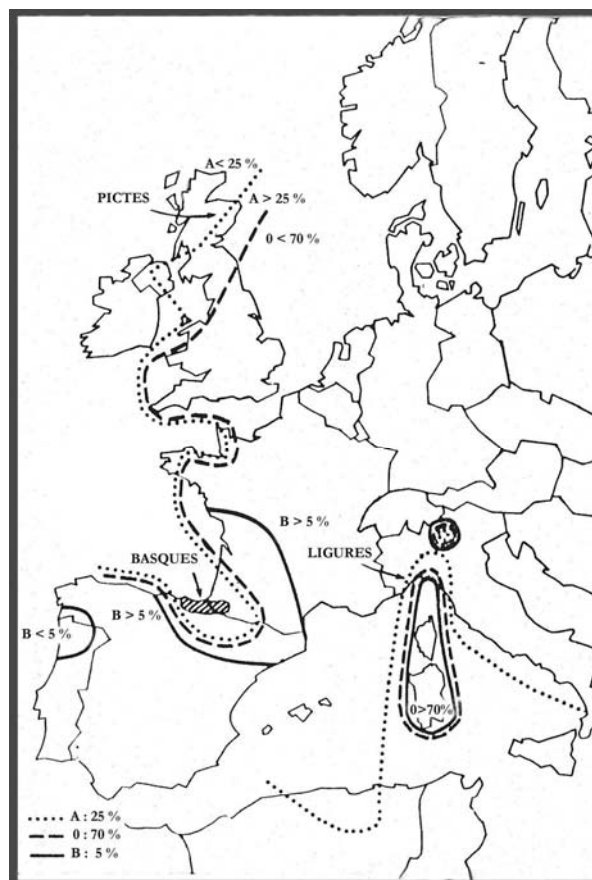 A< 25 %
PICTES
A > 25 %
0 < 70 %
B > 5 %
BASQUES
LIGURES
B > 5 %
B < 5 %
0>70%
A : 25 %
0 : 70 %
B : 5 %